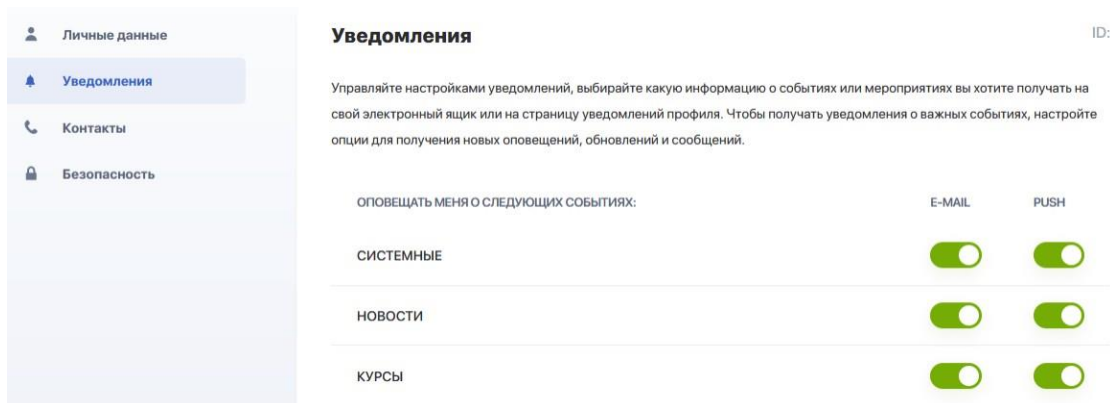 Личные данные
Уведомления
Контакты
Безопасность
Уведомления
ID:
Управляйте настройками уведомлений, выбирайте какую информацию о событиях или мероприятиях вы хотите получать на
свой электронный ящик или на страницу уведомлений профиля. Чтобы получать уведомления о важных событиях, настройте
опции для получения новых оповещений, обновлений и сообщений.
ОПОВЕЩАТЬ МЕНЯ О СЛЕДУЮЩИХ СОБЫТИЯХ: E-MAIL PUSH
СИСТЕМНЫЕ
НОВОСТИ
КУРСЫ